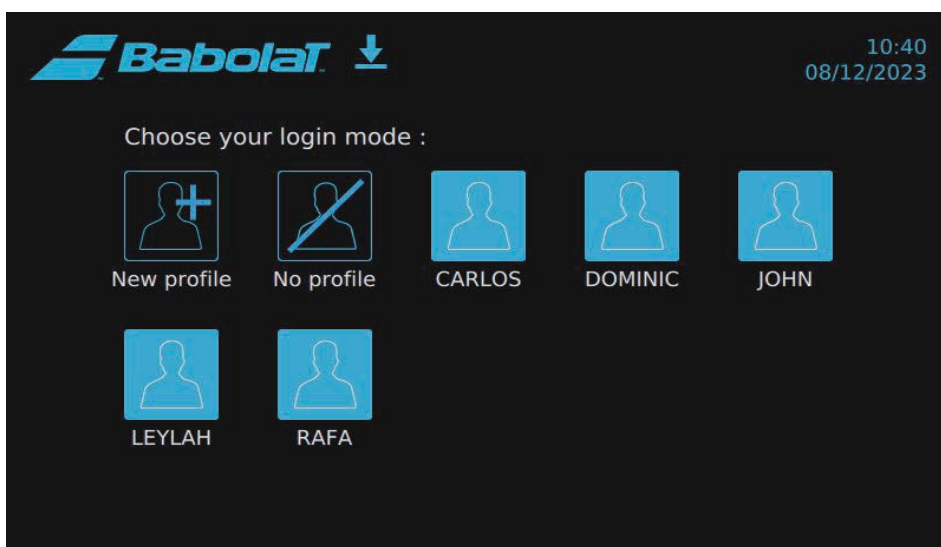 BabolaT
10:40
08/12/2023
Choose your login mode :
New profile
No profile
CARLOS
DOMINIC
JOHN
LEYLAH
RAFA